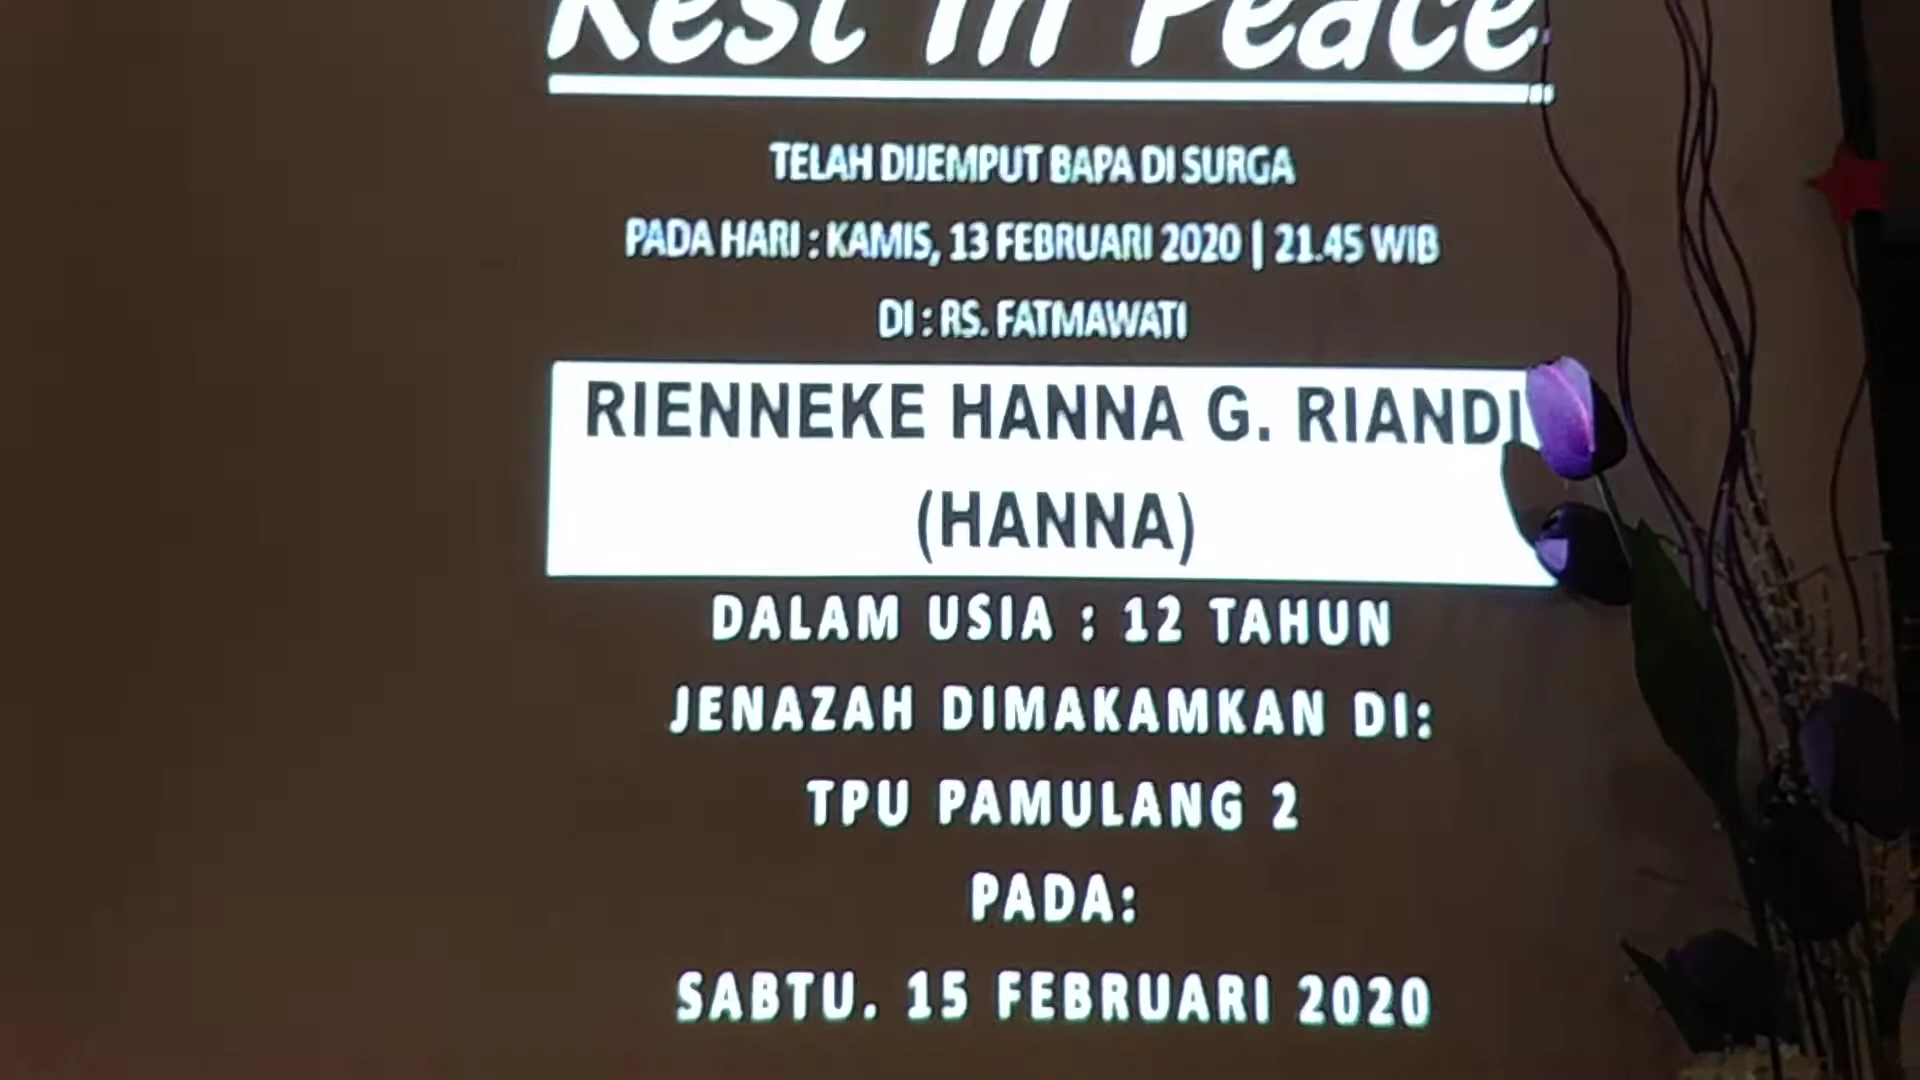 Rest In Peace
TELAH DIJEMPUT BAPA DI SURGA
PADA HARI : KAMIS, 13 FEBRUARI 2020 | 21.45 WIB
DI : RS. FATMAWATI
RIENNEKE HANNA G. RIANDI
(HANNA)
DALAM USIA : 12 TAHUN
JENAZAH DIMAKAMKAN DI:
TPU PAMULANG 2
PADA:
SABTU. 15 FEBRUARI 2020